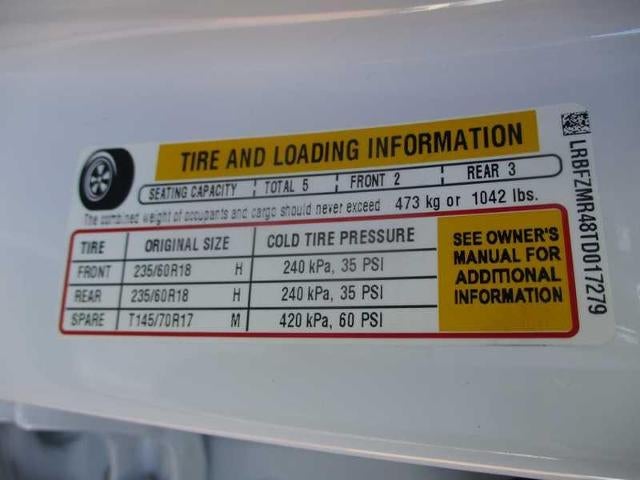 TIRE AND LOADING INFORMATION
SEATING CAPACITY TOTAL 5 FRONT 2 REAR 3
The combined weight of occupants and cargo should never exceed 473 kg or 1042 lbs.
TIRE ORIGINAL SIZE COLD TIRE PRESSURE
FRONT 235/60R18 H 240 kPa, 35 PSI
REAR 235/60R18 H 240 kPa, 35 PSI
SPARE T145/70R17 M 420 kPa, 60 PSI
SEE OWNER'S
MANUAL FOR
ADDITIONAL
INFORMATION
LRBFZMR481D017279